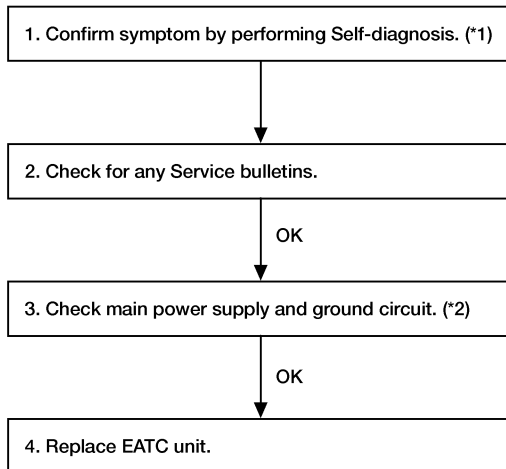 1. Confirm symptom by performing Self-diagnosis. (*1)
2. Check for any Service bulletins.
OK
3. Check main power supply and ground circuit. (*2)
OK
4. Replace EATC unit.